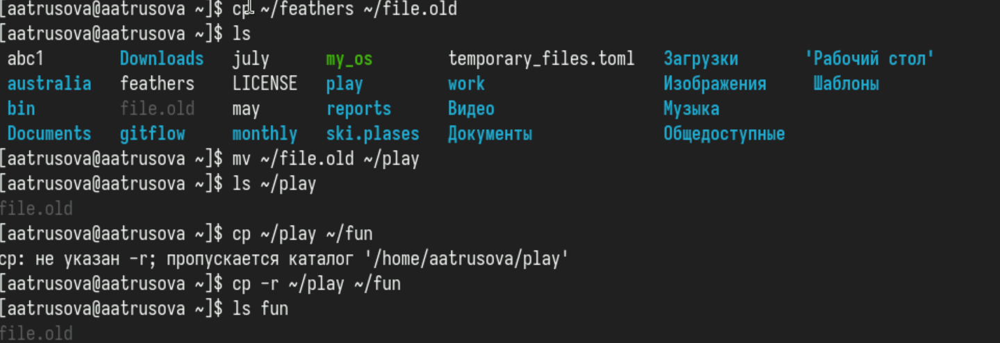 [aatrusova@aatrusova ~]$ cp ~/feathers ~/file.old
[aatrusova@aatrusova ~]$ ls
abc1 Downloads july my_os temporary_files.toml Загрузки 'Рабочий стол'
australia feathers LICENSE play work Изображения Шаблоны
bin file.old may reports Видео Музыка
Documents gitflow monthly ski.plases Документы Общедоступные
[aatrusova@aatrusova ~]$ mv ~/file.old ~/play
[aatrusova@aatrusova ~]$ ls ~/play
file.old
[aatrusova@aatrusova ~]$ cp ~/play ~/fun
cp: не указан -r; пропускается каталог '/home/aatrusova/play'
[aatrusova@aatrusova ~]$ cp -r ~/play ~/fun
[aatrusova@aatrusova ~]$ ls fun
file.old